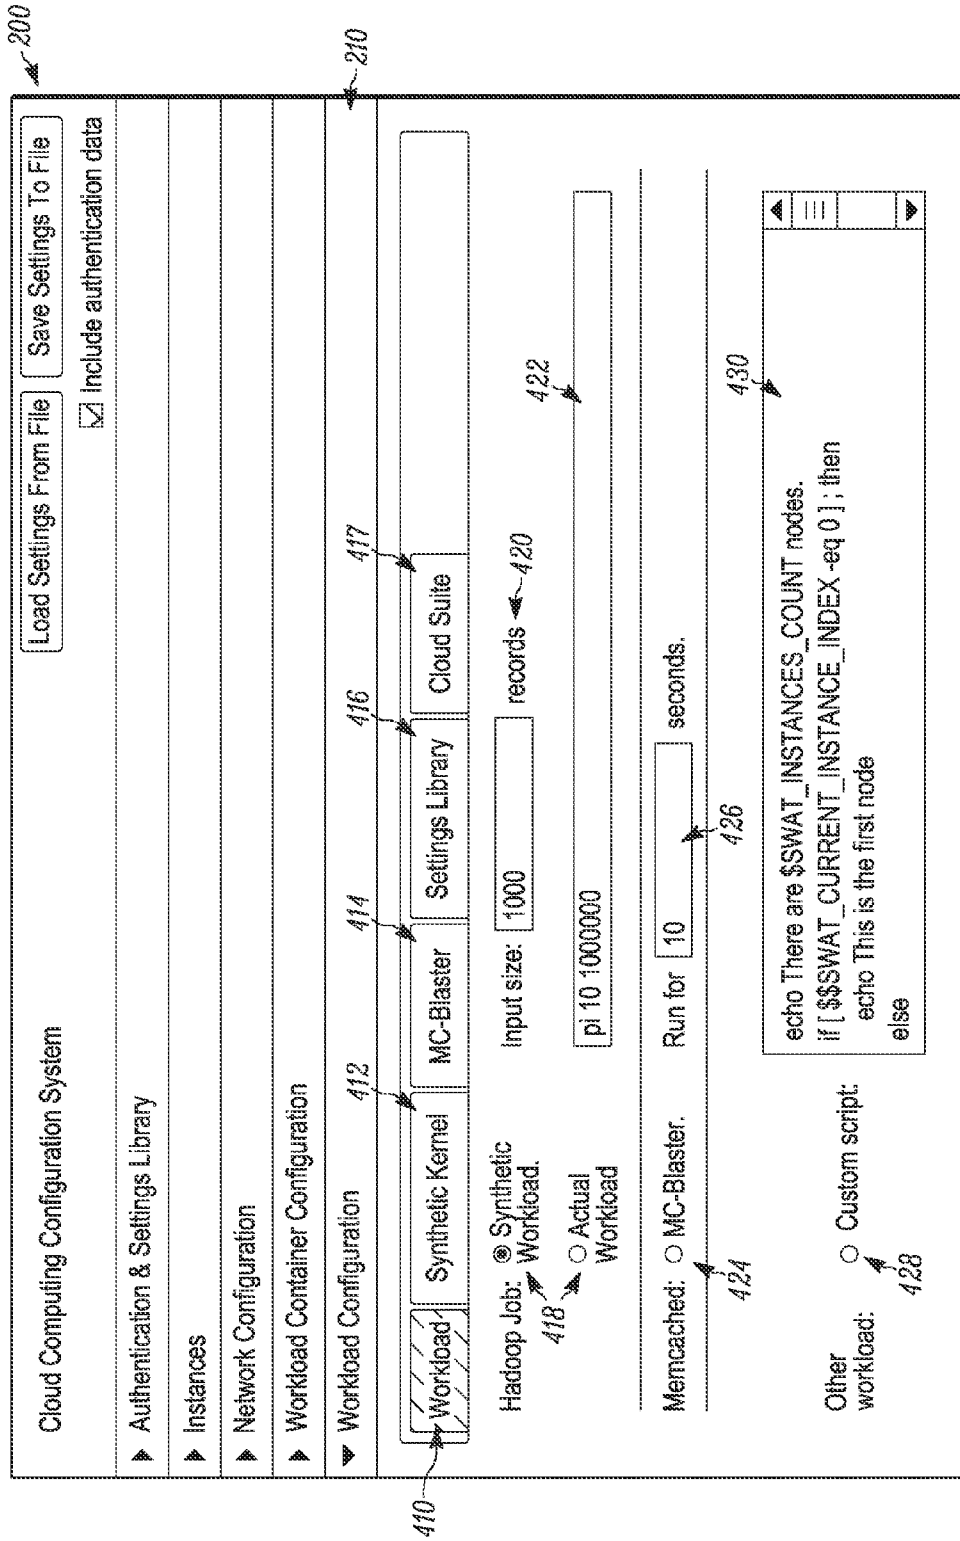 200
Cloud Computing Configuration System
Load Settings From File
Save Settings To File
Include authentication data
Authentication & Settings Library
Instances
Network Configuration
Workload Container Configuration
Workload Configuration
210
410
412
414
416
417
Workload
Synthetic Kernel
MC-Blaster
Settings Library
Cloud Suite
Hadoop Job:
Synthetic
Workload.
Input size:
1000
records
420
418
Actual
Workload
pi 10 1000000
422
Memcached:
MC-Blaster.
Run for
10
seconds.
424
426
430
Other
workload:
Custom script:
428
echo There are $SWAT_INSTANCES_COUNT nodes.
if [ $$SWAT_CURRENT_INSTANCE_INDEX -eq 0 ] ; then
echo This is the first node
else